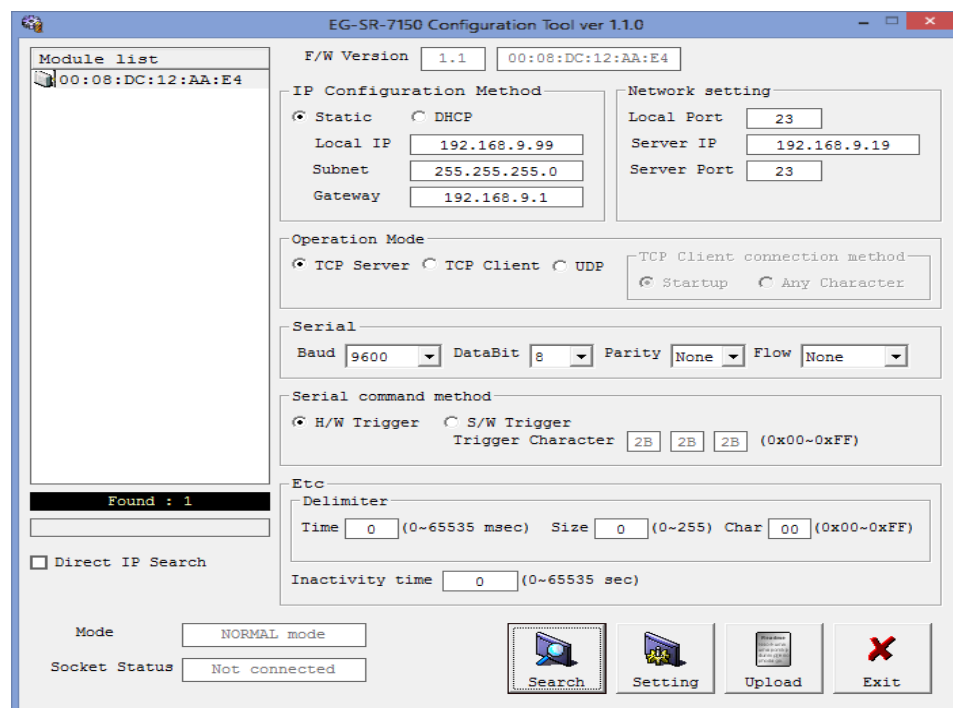 EG-SR-7150 Configuration Tool ver 1.1.0
Module list
00:08:DC:12:AA:E4
F/W Version 1.1 00:08:DC:12:AA:E4
IP Configuration Method
Static DHCP
Local IP 192.168.9.99
Subnet 255.255.255.0
Gateway 192.168.9.1
Network setting
Local Port 23
Server IP 192.168.9.19
Server Port 23
Operation Mode
TCP Server TCP Client UDP
TCP Client connection method
Startup Any Character
Serial
Baud 9600 DataBit 8 Parity None Flow None
Serial command method
H/W Trigger S/W Trigger
Trigger Character 2B 2B 2B (0x00~0xFF)
Etc
Delimiter
Time 0 (0~65535 msec) Size 0 (0~255) Char 00 (0x00~0xFF)
Inactivity time 0 (0~65535 sec)
Found : 1
Direct IP Search
Mode NORMAL mode
Socket Status Not connected
Search Setting Upload Exit